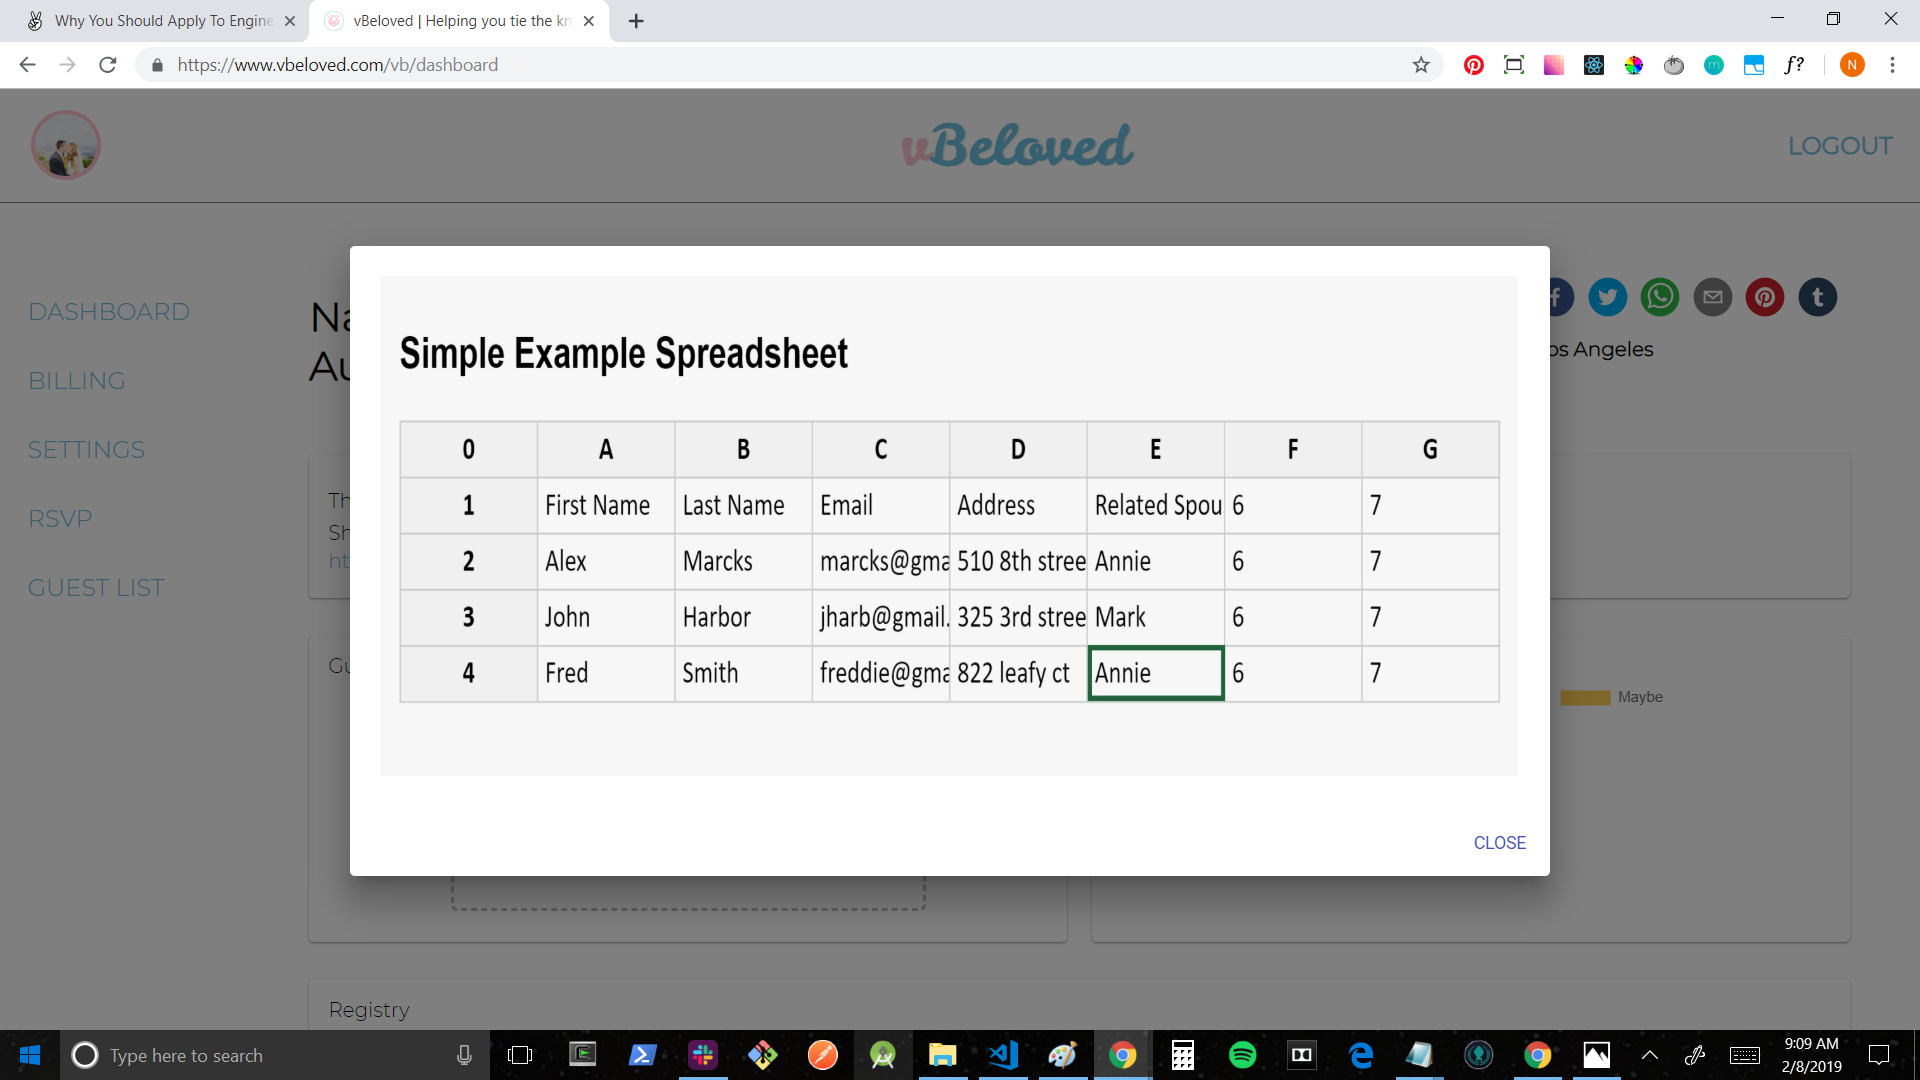 Why You Should Apply To Engine
vBeloved | Helping you tie the kn
https://www.vbeloved.com/vb/dashboard
f?
N
vBeloved
LOGOUT
DASHBOARD
BILLING
SETTINGS
RSVP
GUEST LIST
Na
Au
os Angeles
Th
Sh
ht
Gu
Simple Example Spreadsheet
0 A B C D E F G
1 First Name Last Name Email Address Related Spou 6 7
2 Alex Marcks marcks@gma 510 8th stree Annie 6 7
3 John Harbor jharb@gmail. 325 3rd stree Mark 6 7
4 Fred Smith freddie@gma 822 leafy ct Annie 6 7
Maybe
CLOSE
Registry
Type here to search
9:09 AM
2/8/2019